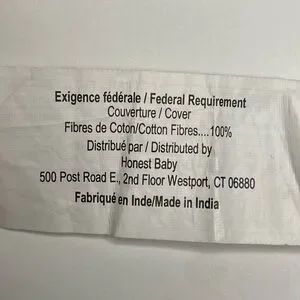 Exigence fédérale / Federal Requirement
Couverture / Cover
Fibres de Coton/Cotton Fibres....100%
Distribué par / Distributed by
Honest Baby
500 Post Road E., 2nd Floor Westport, CT 06880
Fabriqué en Inde/Made in India